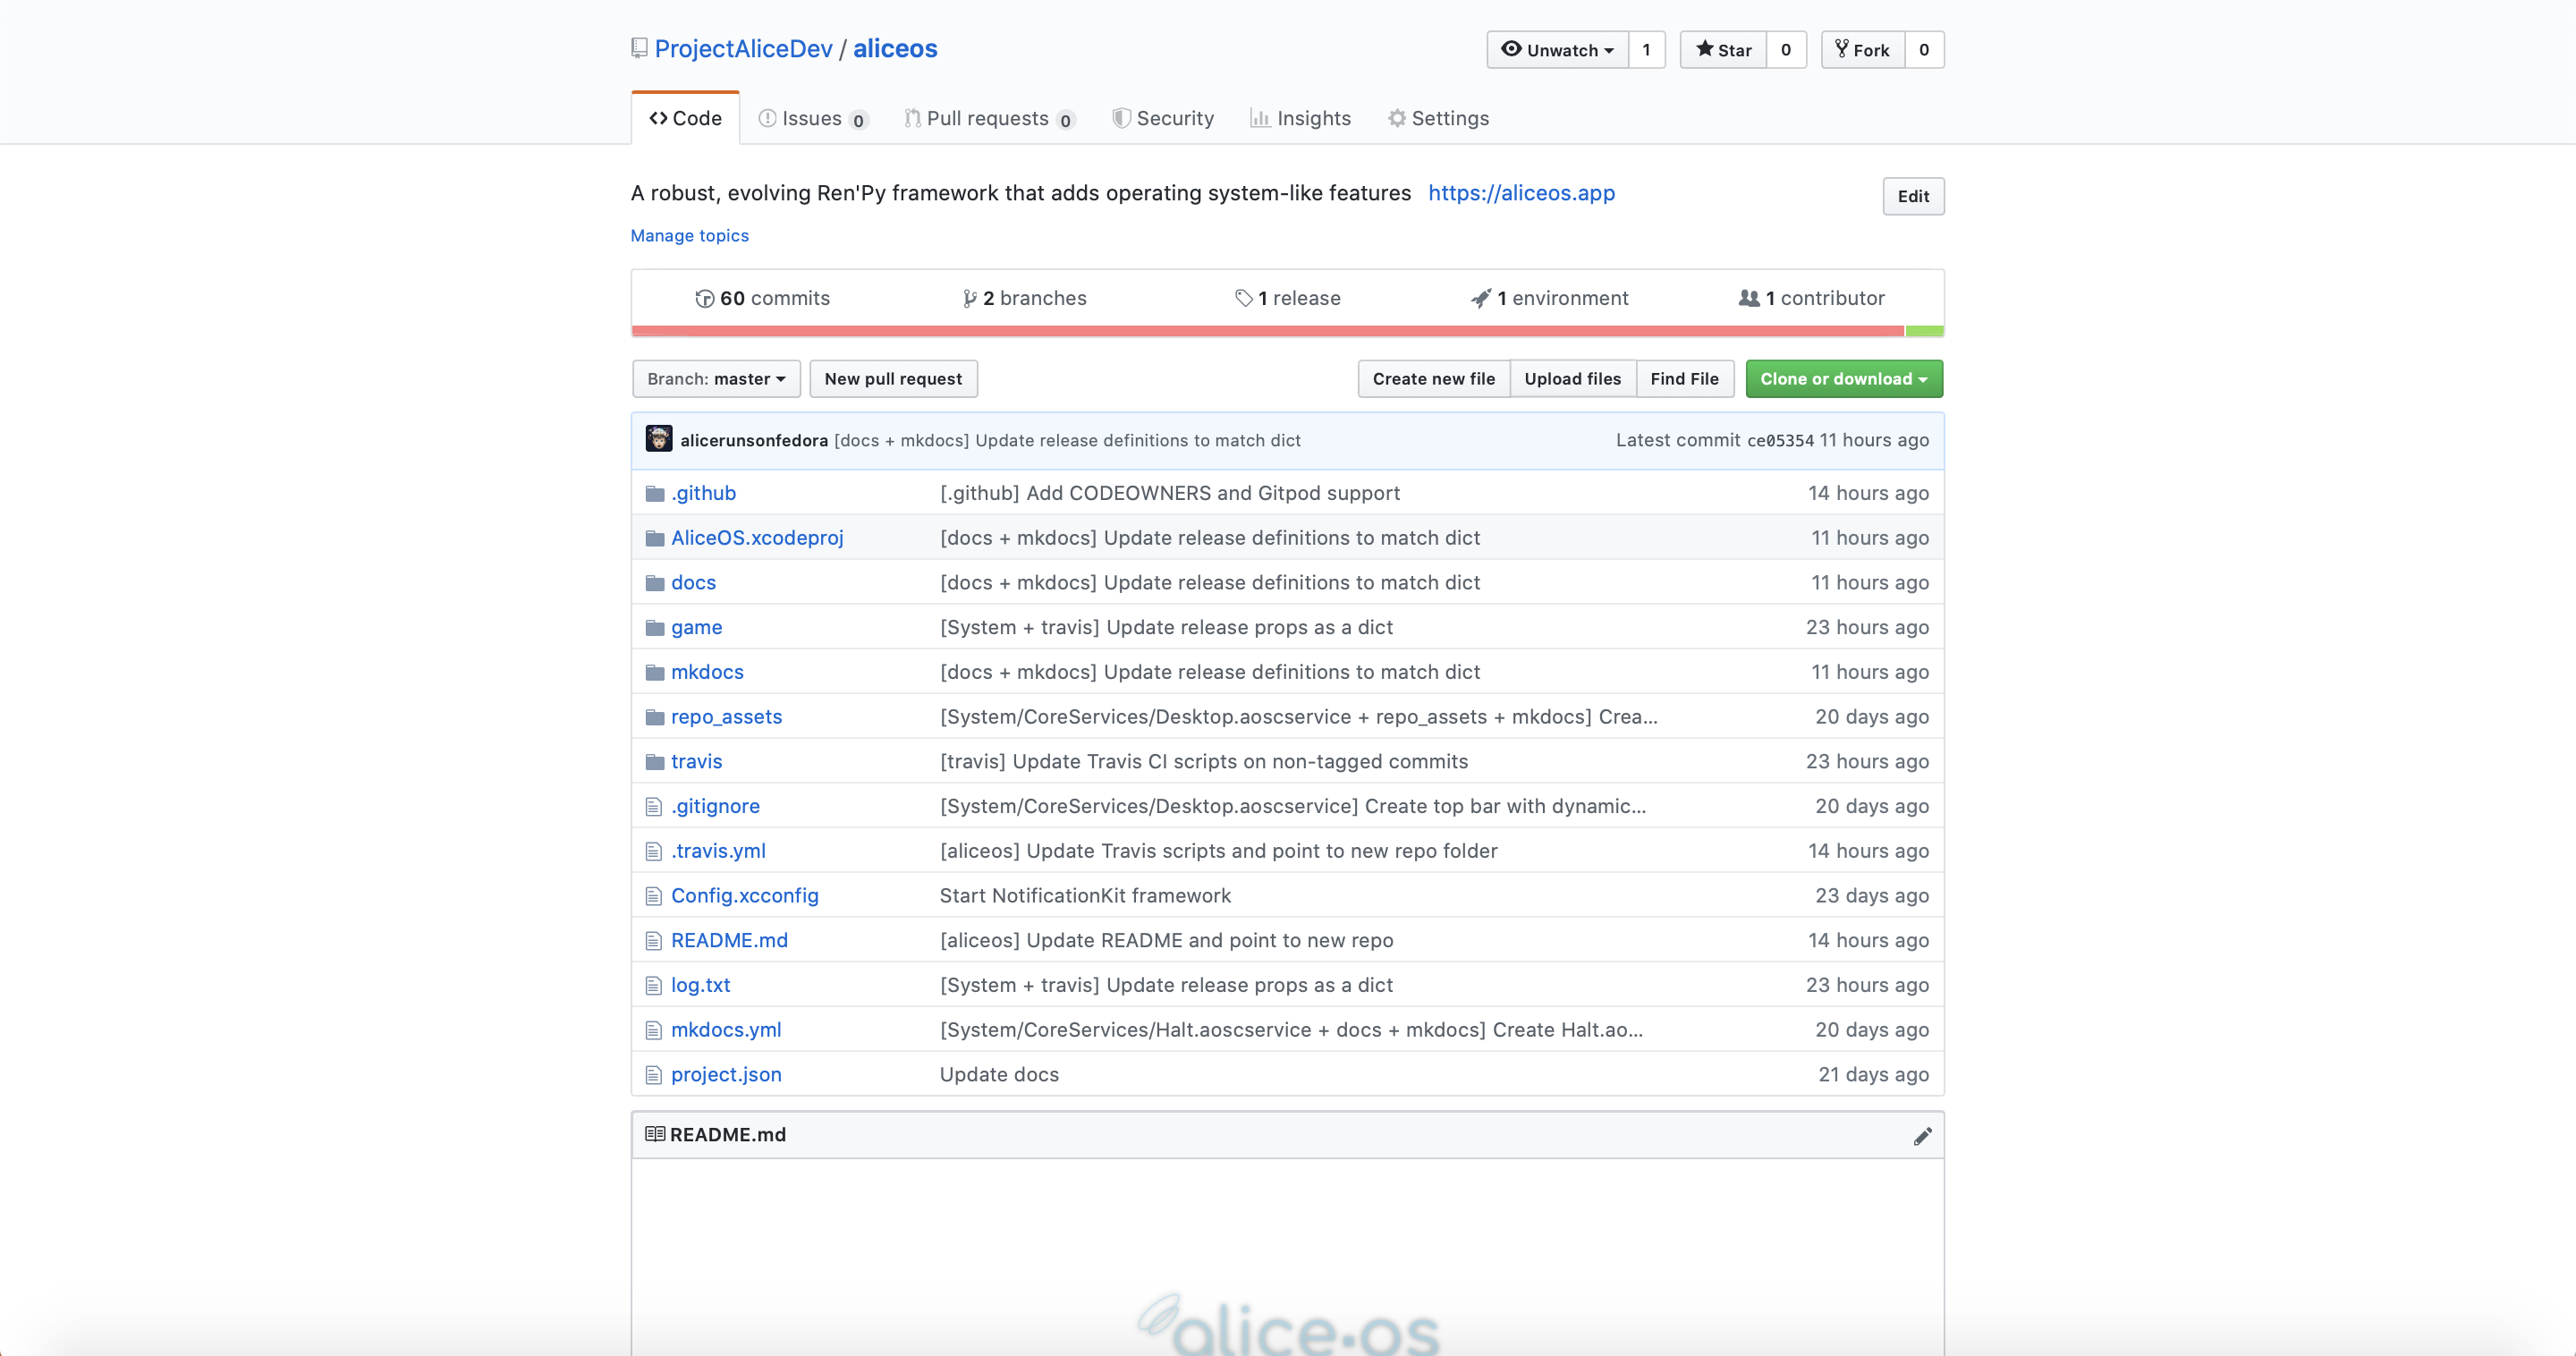 ProjectAliceDev / aliceos
Unwatch 1 Star 0 Fork 0
Code Issues 0 Pull requests 0 Security Insights Settings
A robust, evolving Ren'Py framework that adds operating system-like features https://aliceos.app
Edit
Manage topics
60 commits 2 branches 1 release 1 environment 1 contributor
Branch: master New pull request Create new file Upload files Find File Clone or download
alicerunsonfedora [docs + mkdocs] Update release definitions to match dict Latest commit ce05354 11 hours ago
.github [.github] Add CODEOWNERS and Gitpod support 14 hours ago
AliceOS.xcodeproj [docs + mkdocs] Update release definitions to match dict 11 hours ago
docs [docs + mkdocs] Update release definitions to match dict 11 hours ago
game [System + travis] Update release props as a dict 23 hours ago
mkdocs [docs + mkdocs] Update release definitions to match dict 11 hours ago
repo_assets [System/CoreServices/Desktop.aoscservice + repo_assets + mkdocs] Crea... 20 days ago
travis [travis] Update Travis CI scripts on non-tagged commits 23 hours ago
.gitignore [System/CoreServices/Desktop.aoscservice] Create top bar with dynamic... 20 days ago
.travis.yml [aliceos] Update Travis scripts and point to new repo folder 14 hours ago
Config.xcconfig Start NotificationKit framework 23 days ago
README.md [aliceos] Update README and point to new repo 14 hours ago
log.txt [System + travis] Update release props as a dict 23 hours ago
mkdocs.yml [System/CoreServices/Halt.aoscservice + docs + mkdocs] Create Halt.ao... 20 days ago
project.json Update docs 21 days ago
README.md
alice•os